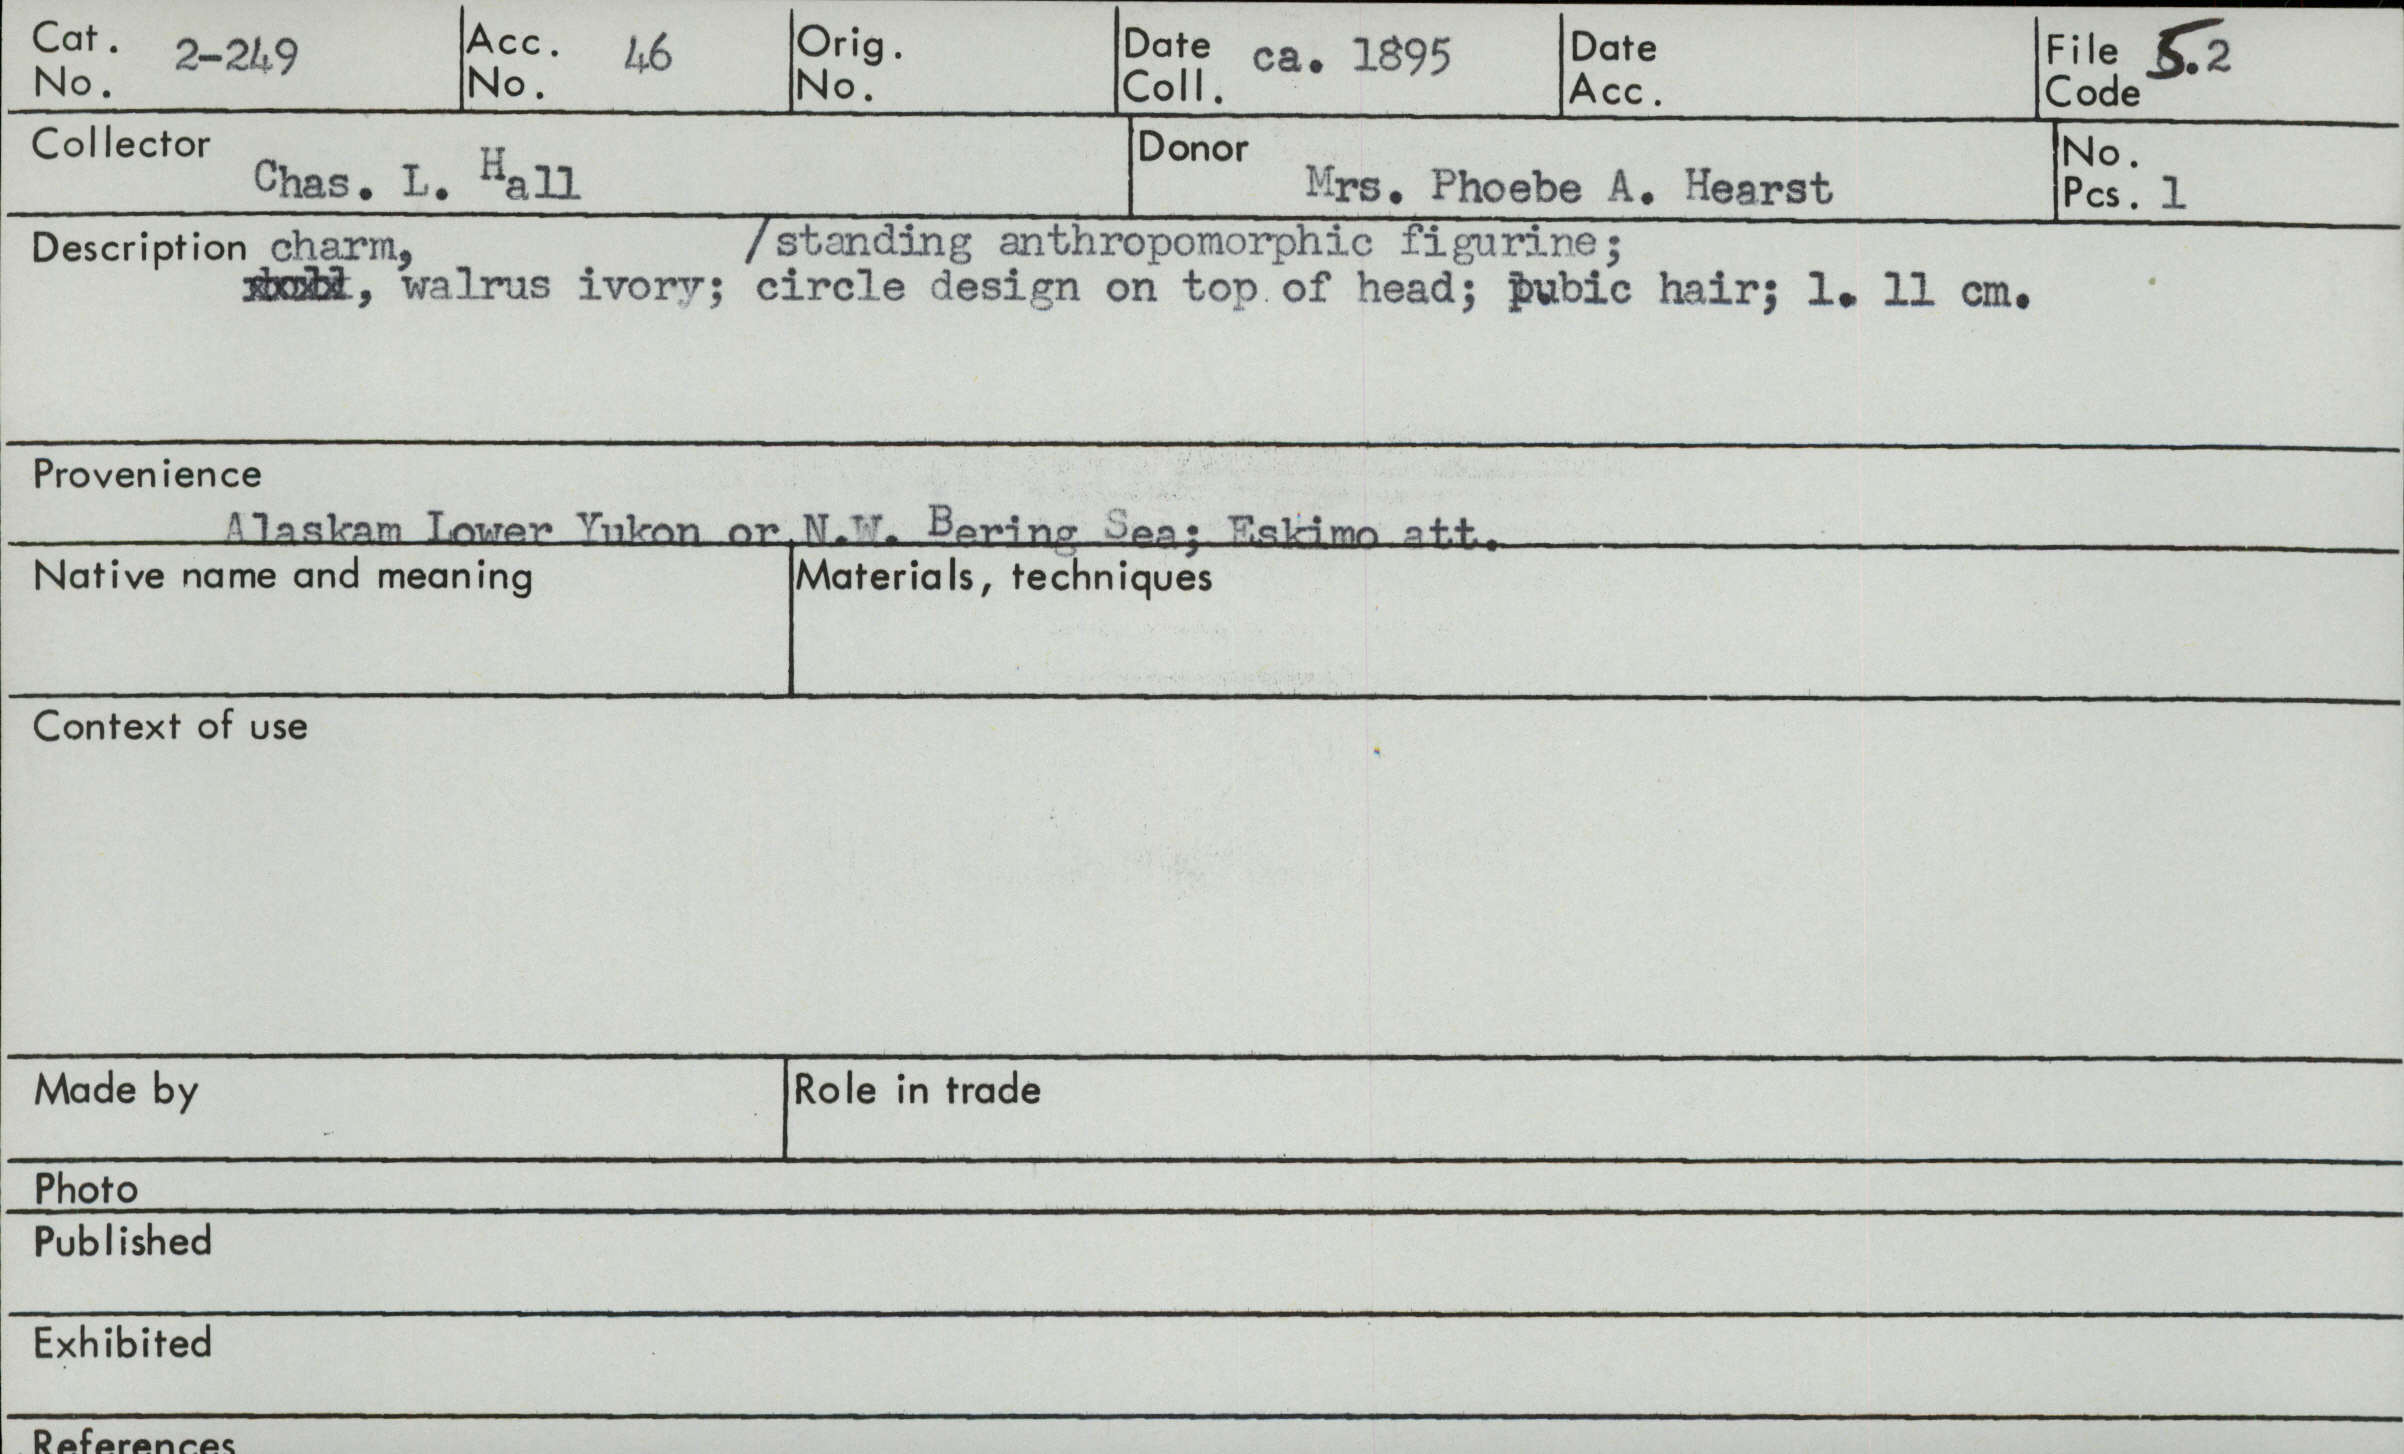 Cat. No. 2-249 Acc. No. 46 Orig. No. Date Coll. ca. 1895 Date Acc. File Code 5.2
Collector Chas. L. Hall Donor Mrs. Phoebe A. Hearst No. Pcs. 1
Description charm, /standing anthropomorphic figurine;
, walrus ivory; circle design on top of head; pubic hair; l. 11 cm.
Provenience
Alaskam Lower Yukon or N.W. Bering Sea; Eskimo att.
Native name and meaning Materials, techniques
Context of use
Made by Role in trade
Photo
Published
Exhibited
References